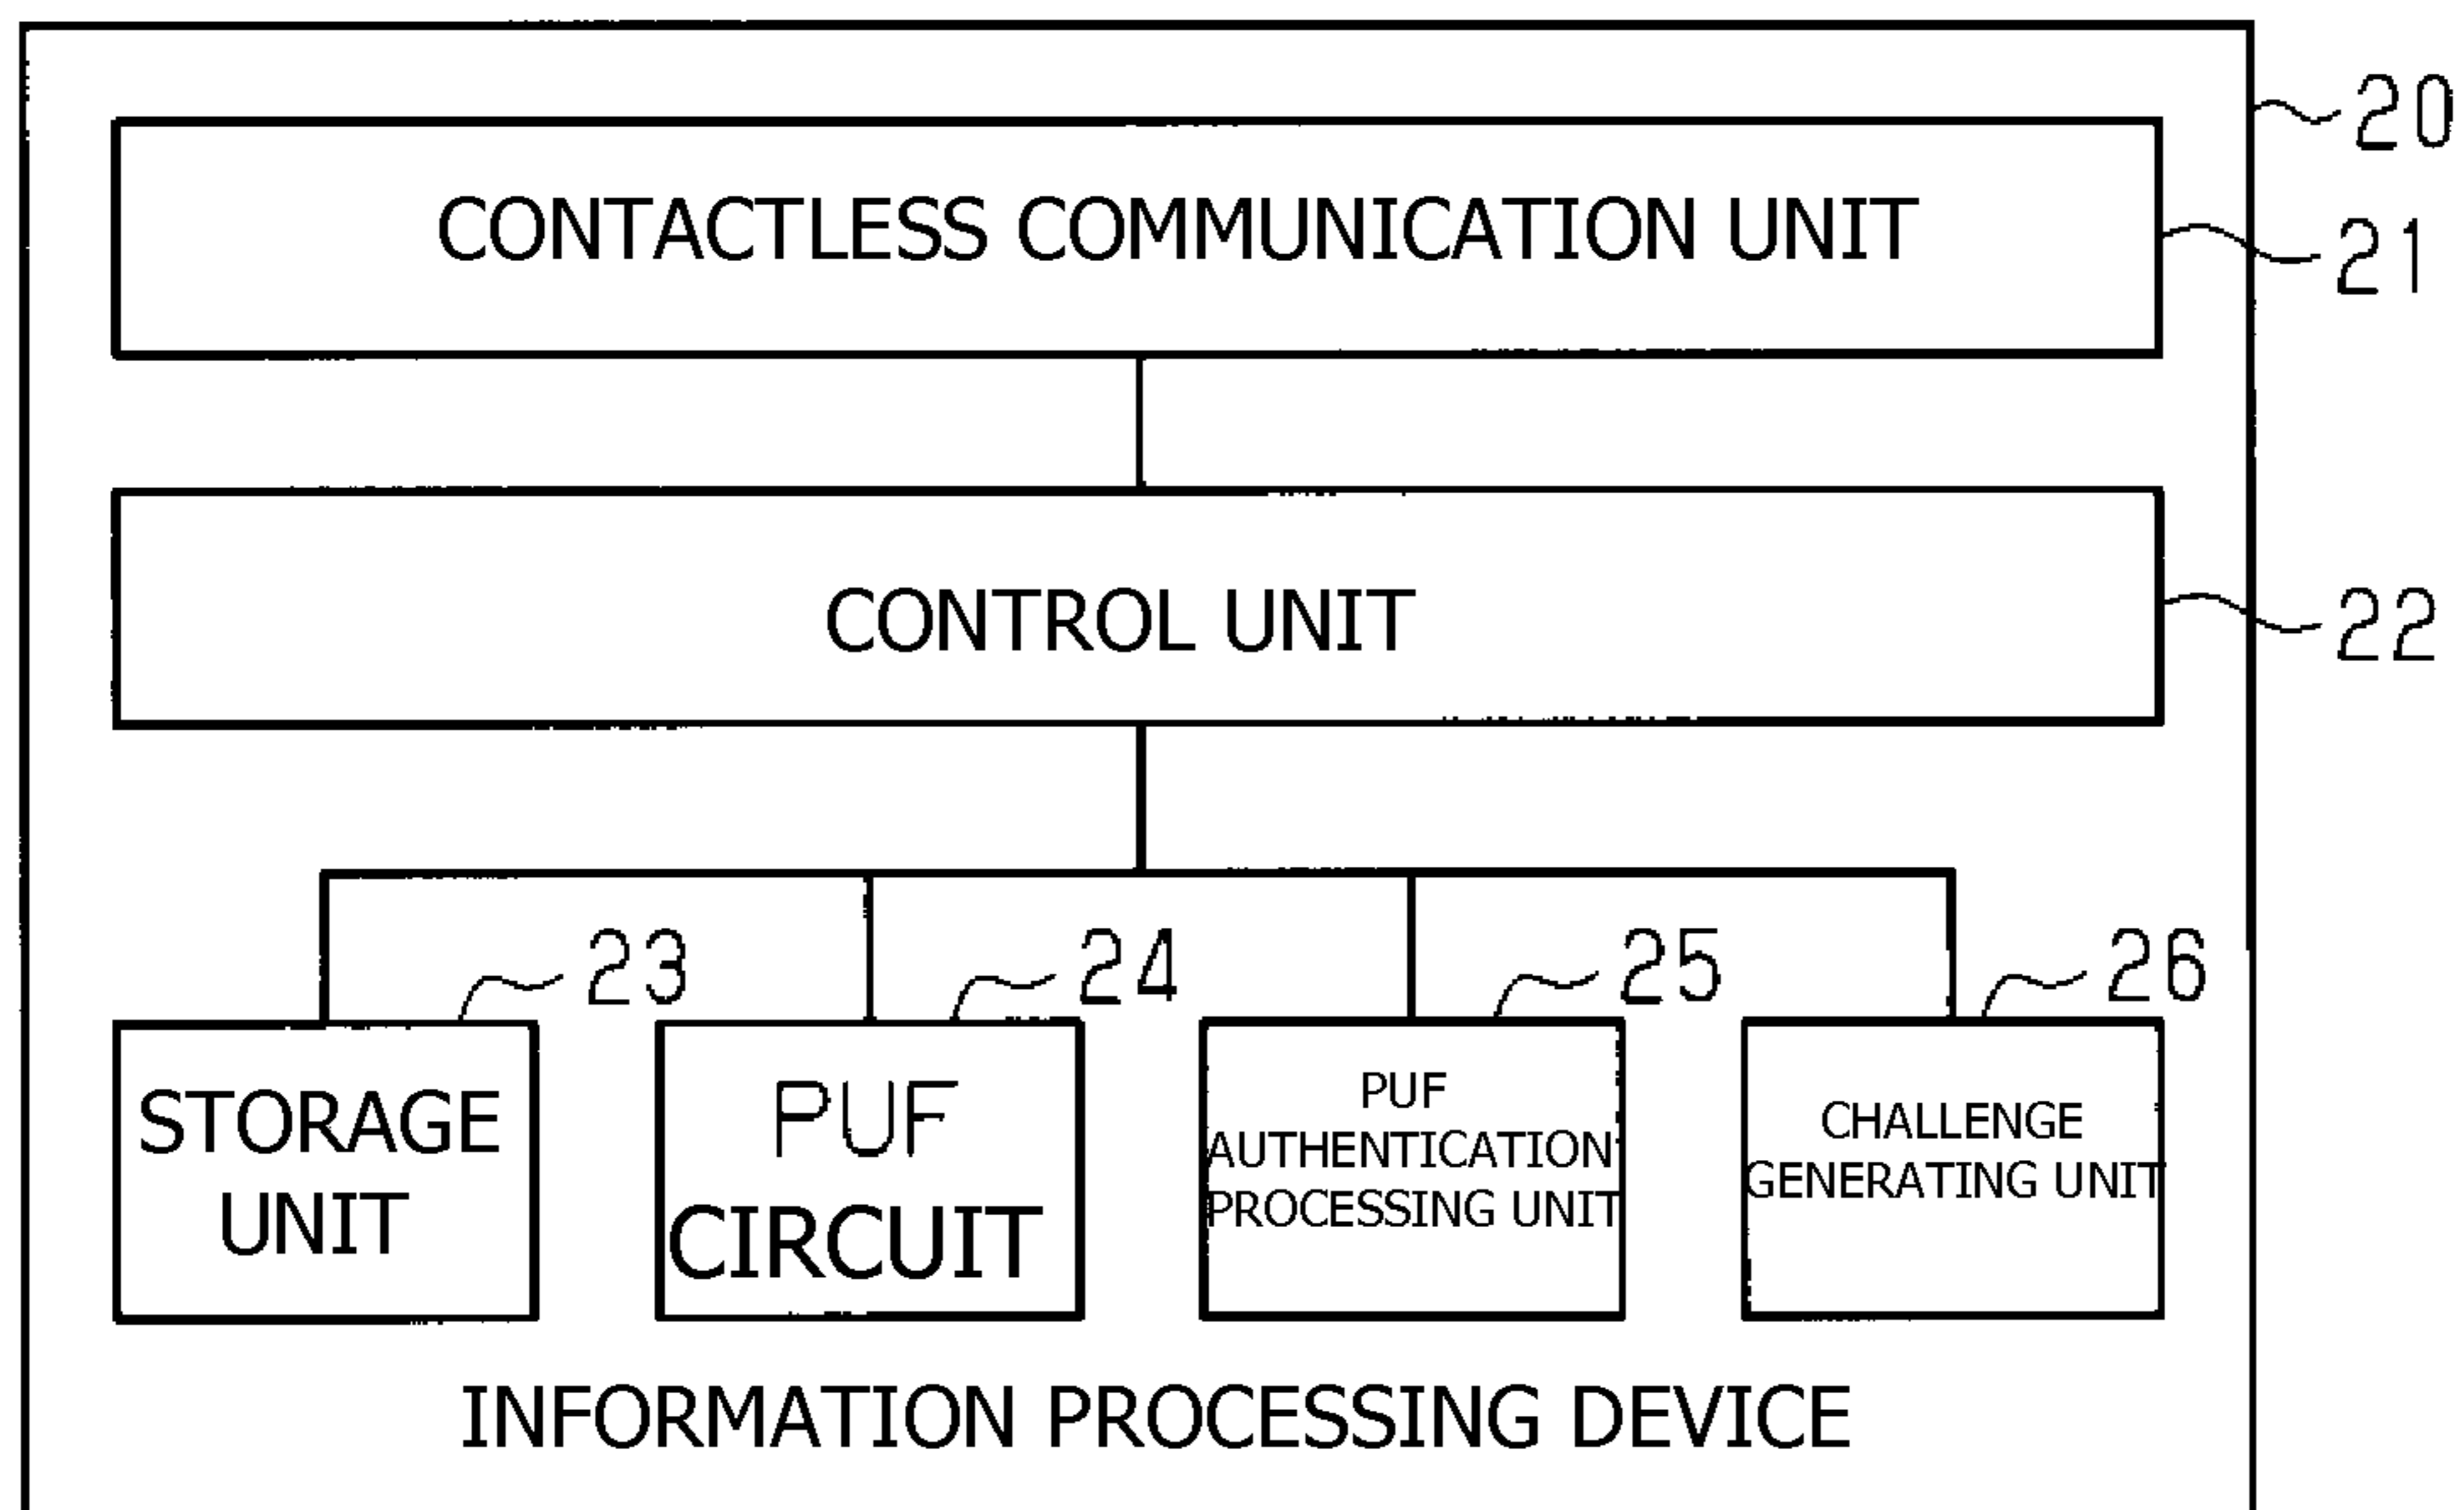 20
CONTACTLESS COMMUNICATION UNIT
21
CONTROL UNIT
22
23
24
25
26
STORAGE
UNIT
PUF
CIRCUIT
PUF
AUTHENTICATION
PROCESSING UNIT
CHALLENGE
GENERATING UNIT
INFORMATION PROCESSING DEVICE